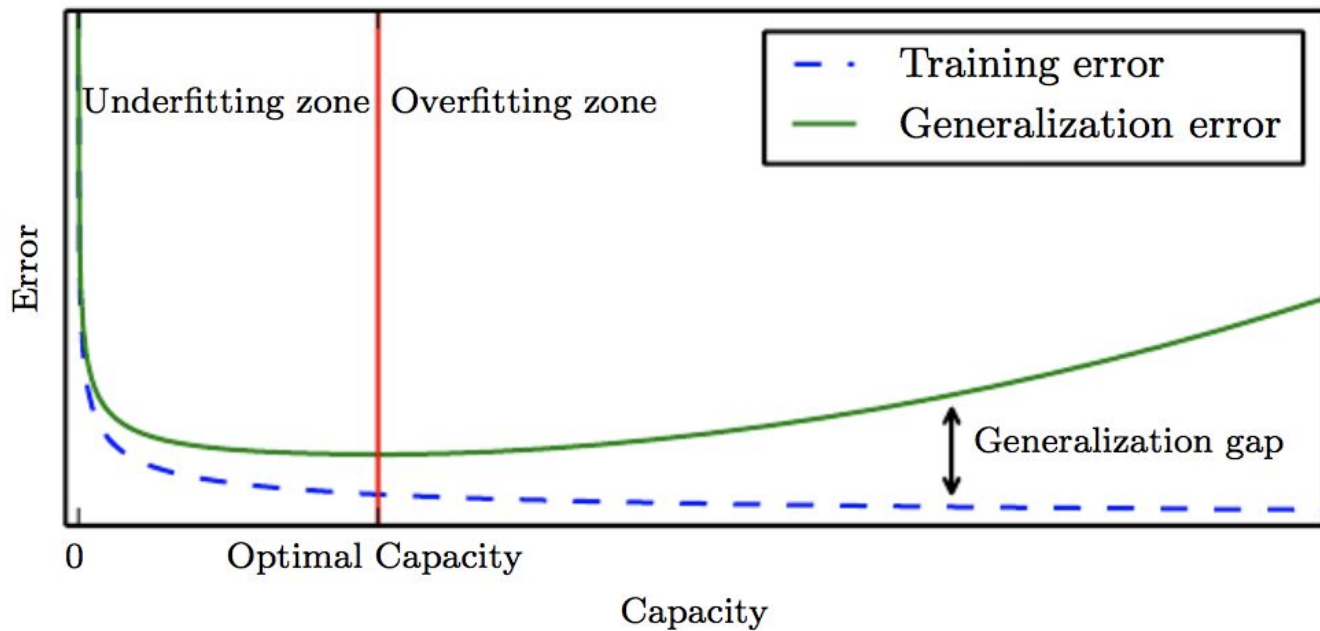 Training error
Generalization error
Underfitting zone
Overfitting zone
Error
Generalization gap
0
Optimal Capacity
Capacity